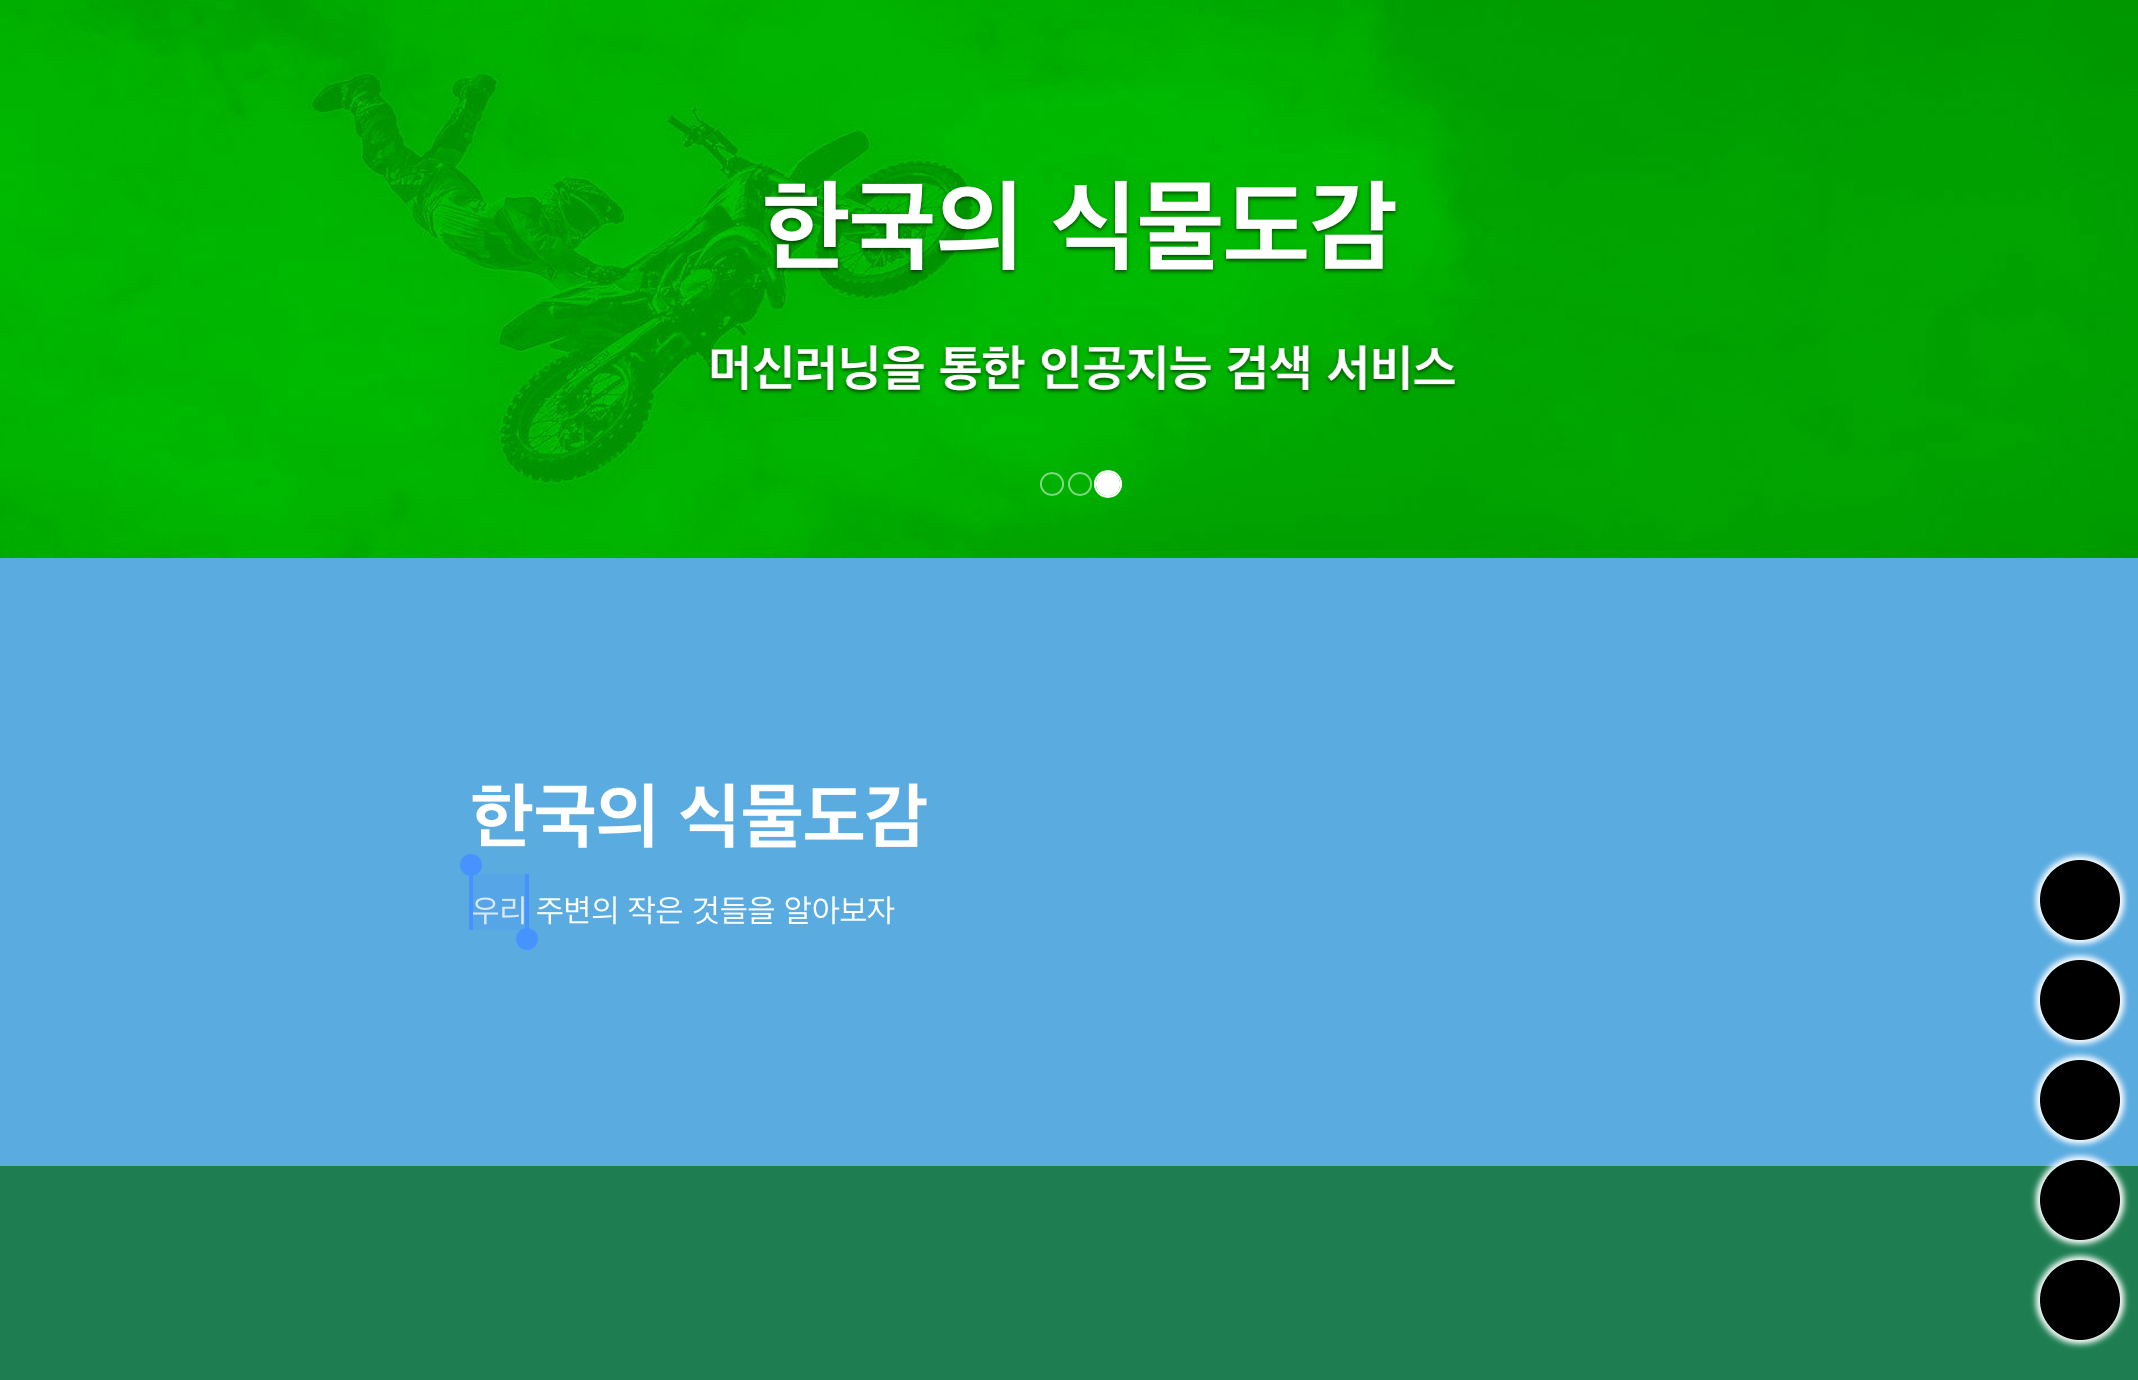 한국의 식물도감
머신러닝을 통한 인공지능 검색 서비스
한국의 식물도감
우리 주변의 작은 것들을 알아보자